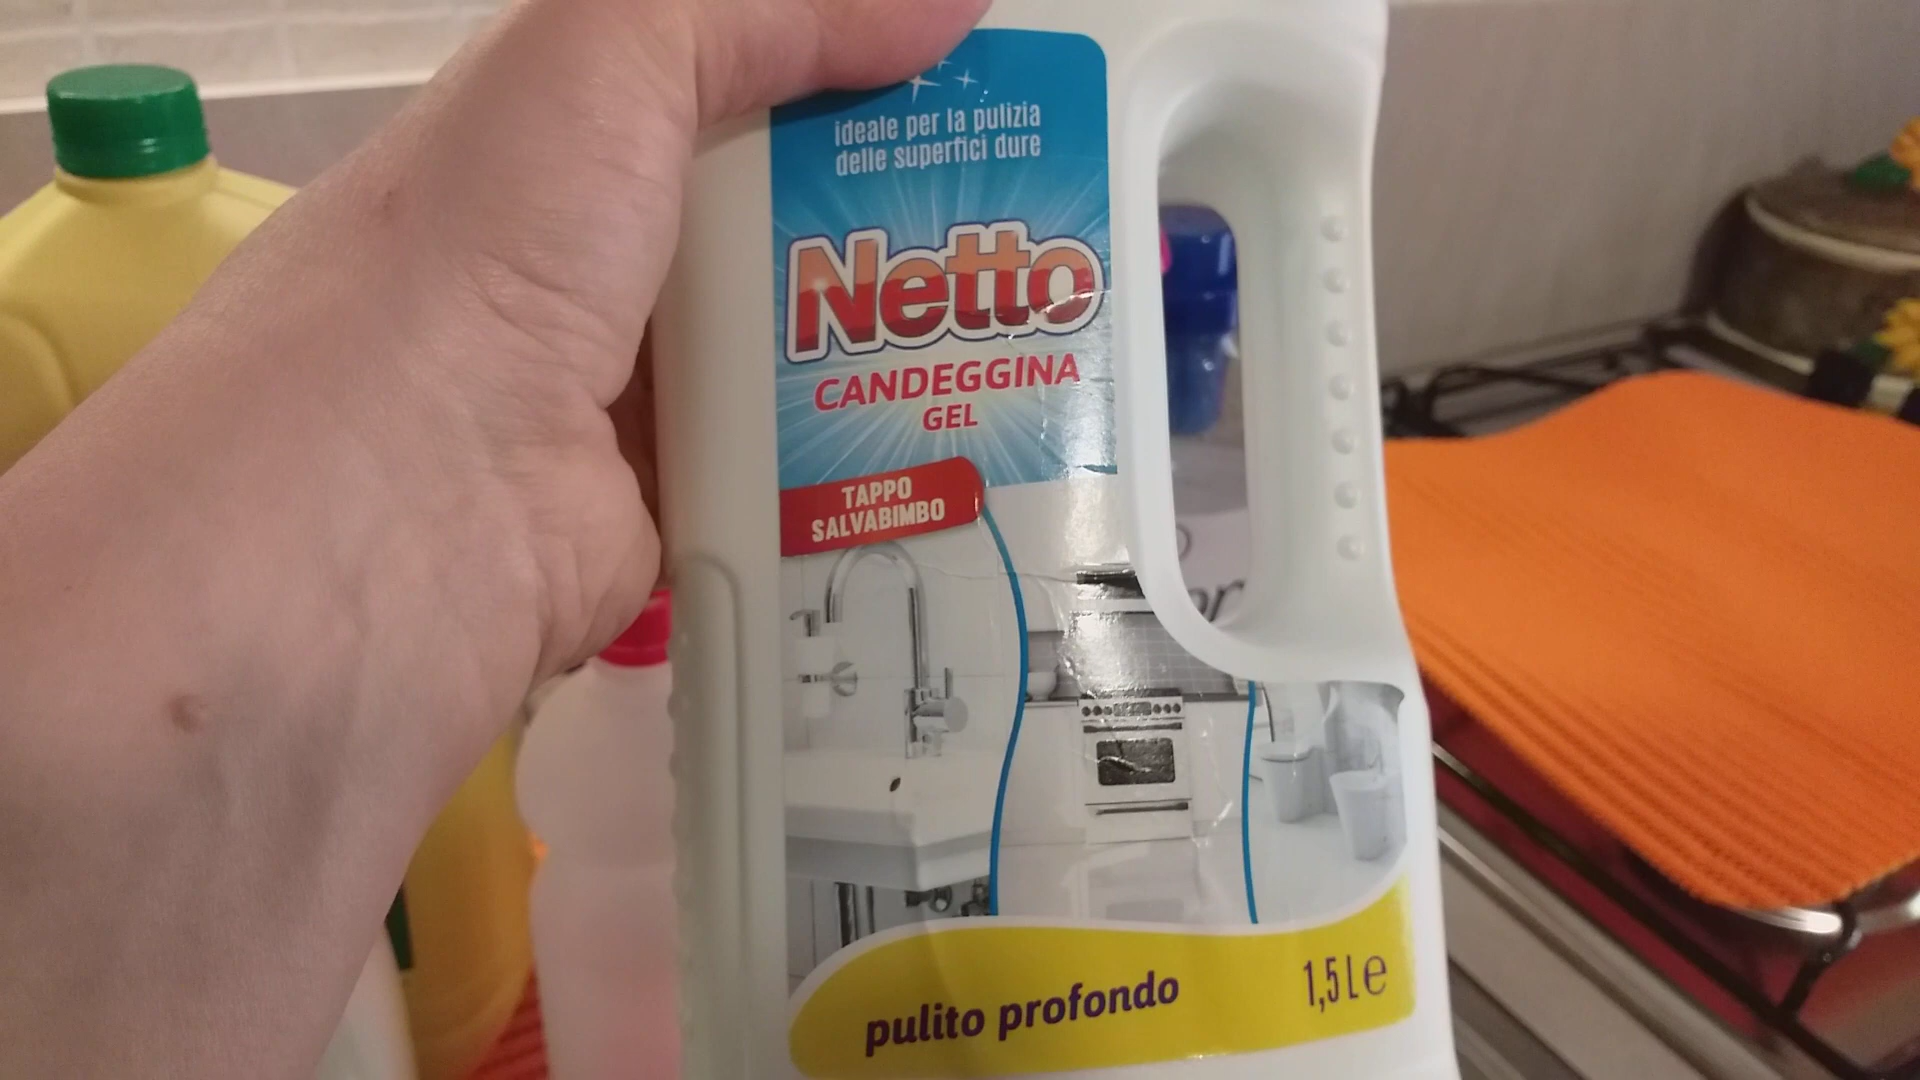 ideale per la pulizia
delle superfici dure
Netto
CANDEGGINA
GEL
TAPPO
SALVABIMBO
pulito profondo
1,5 L e